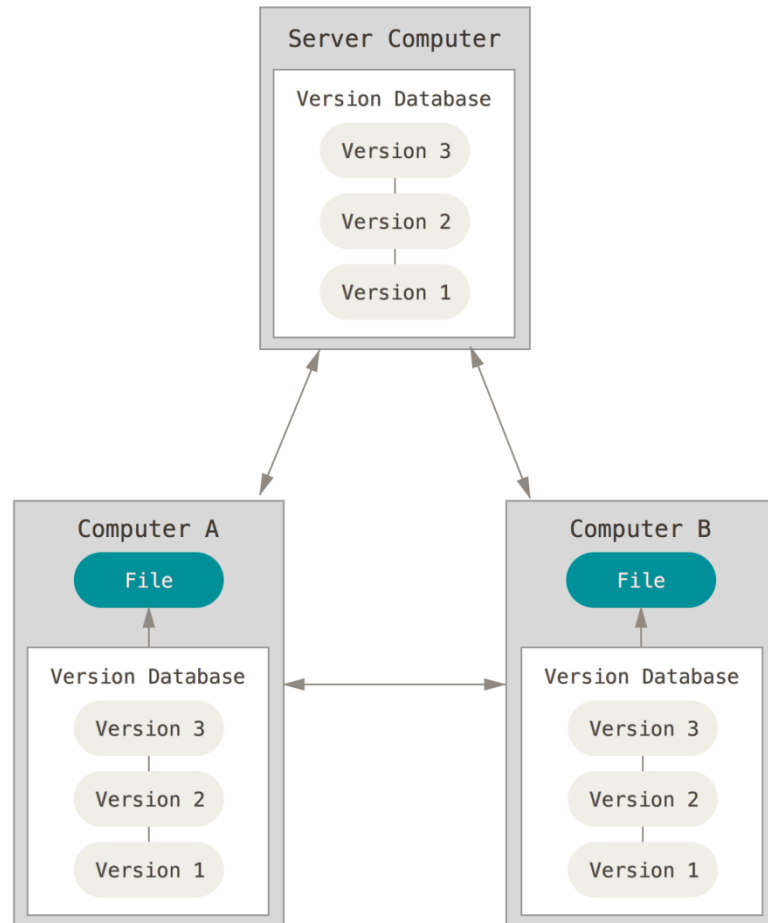 Server Computer
Version Database
Version 3
Version 2
Version 1
Computer A
File
Version Database
Version 3
Version 2
Version 1
Computer B
File
Version Database
Version 3
Version 2
Version 1